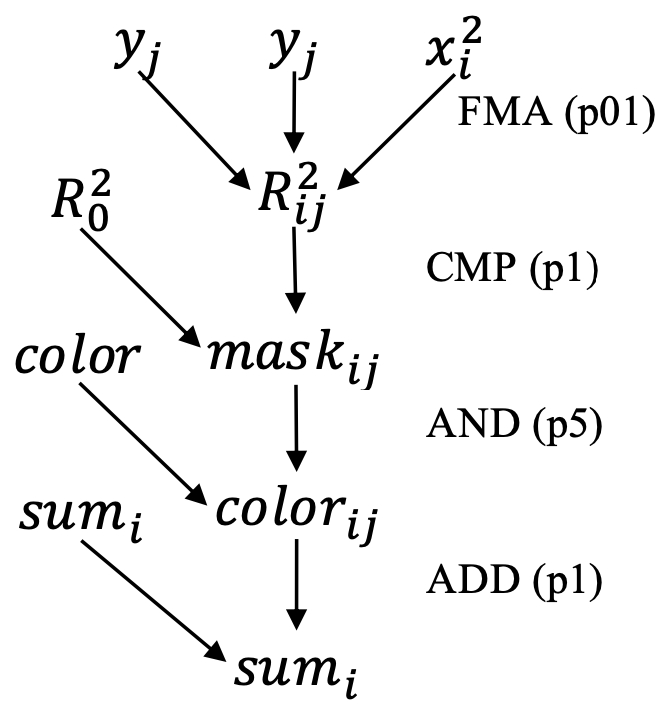 y_j y_j x_i^2
FMA (p01)
R_0^2 R_{ij}^2
CMP (p1)
color mask_{ij}
AND (p5)
sum_i color_{ij}
ADD (p1)
sum_i